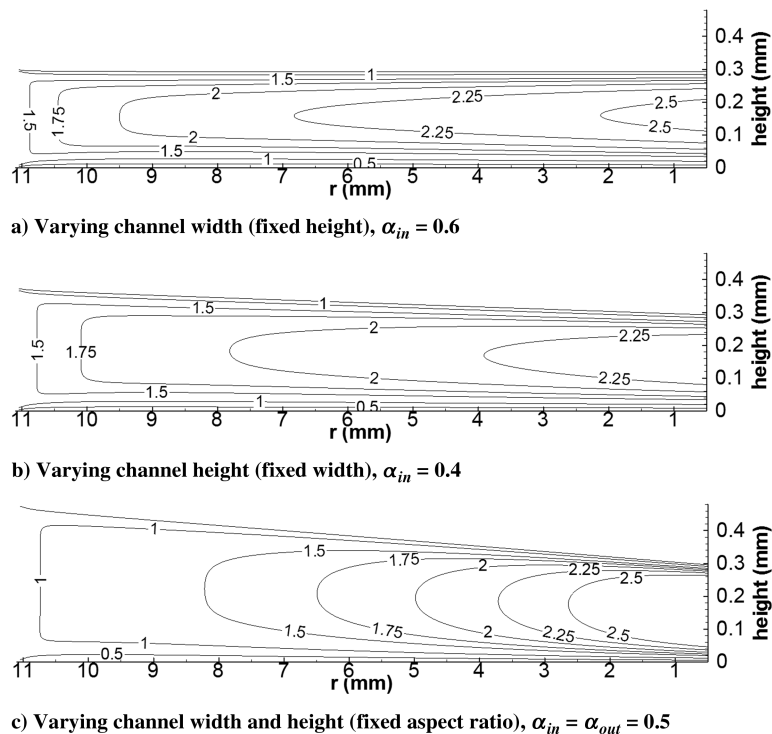 0.4
0.3
0.2
0.1
0
height (mm)
1.5 1
2 2.25 2.5
1.5 1.75
2 2.25 2.5
1.5 1 0.5
11 10 9 8 7 6 5 4 3 2 1
r (mm)
a) Varying channel width (fixed height), αin = 0.6
0.4
0.3
0.2
0.1
0
height (mm)
1.5 1
2 2.25
1.5 1.75
2 2.25
1.5 1 0.5
11 10 9 8 7 6 5 4 3 2 1
r (mm)
b) Varying channel height (fixed width), αin = 0.4
0.4
0.3
0.2
0.1
0
height (mm)
1 1
1.5 1.75 2 2.25 2.5
1.5 1.75 2 2.25 2.5
1 0.5
11 10 9 8 7 6 5 4 3 2 1
r (mm)
c) Varying channel width and height (fixed aspect ratio), αin = αout = 0.5